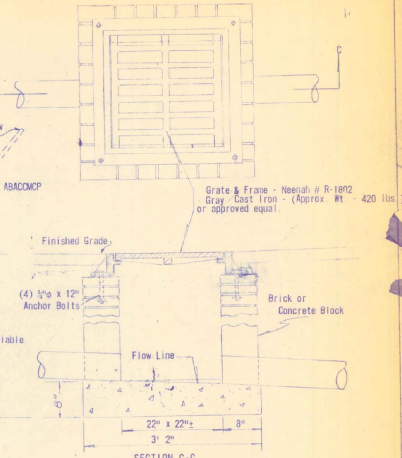 C
ABACCMCP
Grate & Frame - Neenah # R-1802
Gray Cast Iron - (Approx Wt - 420 lbs
or approved equal.
Finished Grade
(4) ¾"ø x 12"
Anchor Bolts
Brick or
Concrete Block
iable
Flow Line
8"
22" x 22"±
8"
3' 2"
SECTION C-C